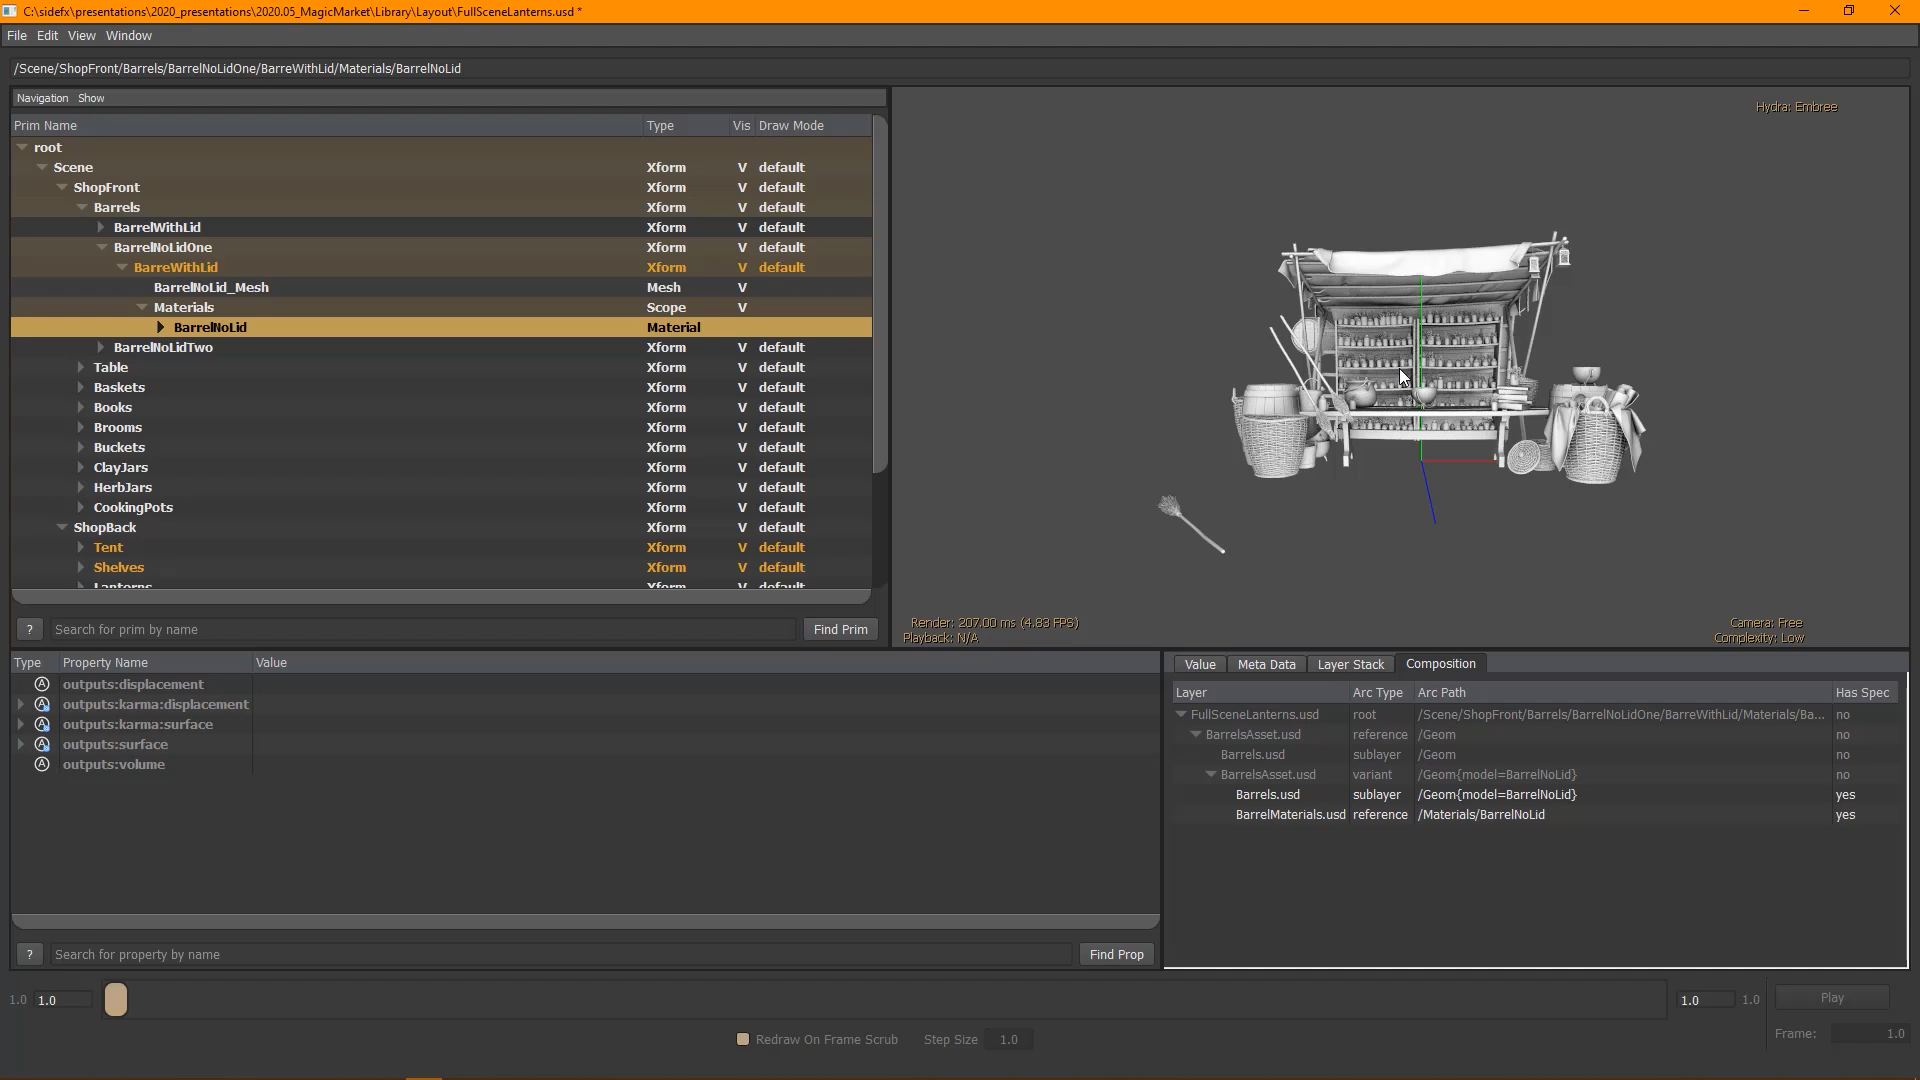 C:\sidefx\presentations\2020_presentations\2020.05_MagicMarket\Library\Layout\FullSceneLanterns.usd *
File Edit View Window
/Scene/ShopFront/Barrels/BarrelNoLidOne/BarreWithLid/Materials/BarrelNoLid
Navigation Show
Prim Name Type Vis Draw Mode
root
Scene Xform V default
ShopFront Xform V default
Barrels Xform V default
BarrelWithLid Xform V default
BarrelNoLidOne Xform V default
BarreWithLid Xform V default
BarrelNoLid_Mesh Mesh V
Materials Scope V
BarrelNoLid Material
BarrelNoLidTwo Xform V default
Table Xform V default
Baskets Xform V default
Books Xform V default
Brooms Xform V default
Buckets Xform V default
ClayJars Xform V default
HerbJars Xform V default
CookingPots Xform V default
ShopBack Xform V default
Tent Xform V default
Shelves Xform V default
Lanterns Xform V default
? Search for prim by name Find Prim
Hydra: Embree
Render: 207.00 ms (4.83 FPS)
Playback: N/A
Camera: Free
Complexity: Low
Type Property Name Value
A outputs:displacement
A outputs:karma:displacement
A outputs:karma:surface
A outputs:surface
A outputs:volume
? Search for property by name Find Prop
Value Meta Data Layer Stack Composition
Layer Arc Type Arc Path Has Spec
FullSceneLanterns.usd root /Scene/ShopFront/Barrels/BarrelNoLidOne/BarreWithLid/Materials/Ba... no
BarrelsAsset.usd reference /Geom no
Barrels.usd sublayer /Geom no
BarrelsAsset.usd variant /Geom{model=BarrelNoLid} no
Barrels.usd sublayer /Geom{model=BarrelNoLid} yes
BarrelMaterials.usd reference /Materials/BarrelNoLid yes
1.0 1.0 1.0 1.0 Play
Redraw On Frame Scrub Step Size 1.0 Frame: 1.0